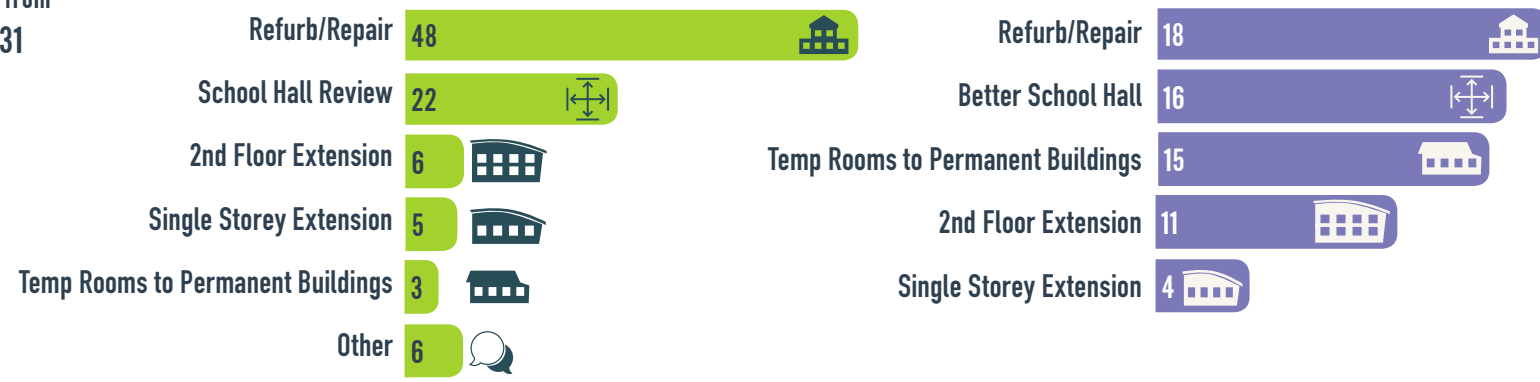 from
31
Refurb/Repair 48
School Hall Review 22
2nd Floor Extension 6
Single Storey Extension 5
Temp Rooms to Permanent Buildings 3
Other 6
Refurb/Repair 18
Better School Hall 16
Temp Rooms to Permanent Buildings 15
2nd Floor Extension 11
Single Storey Extension 4